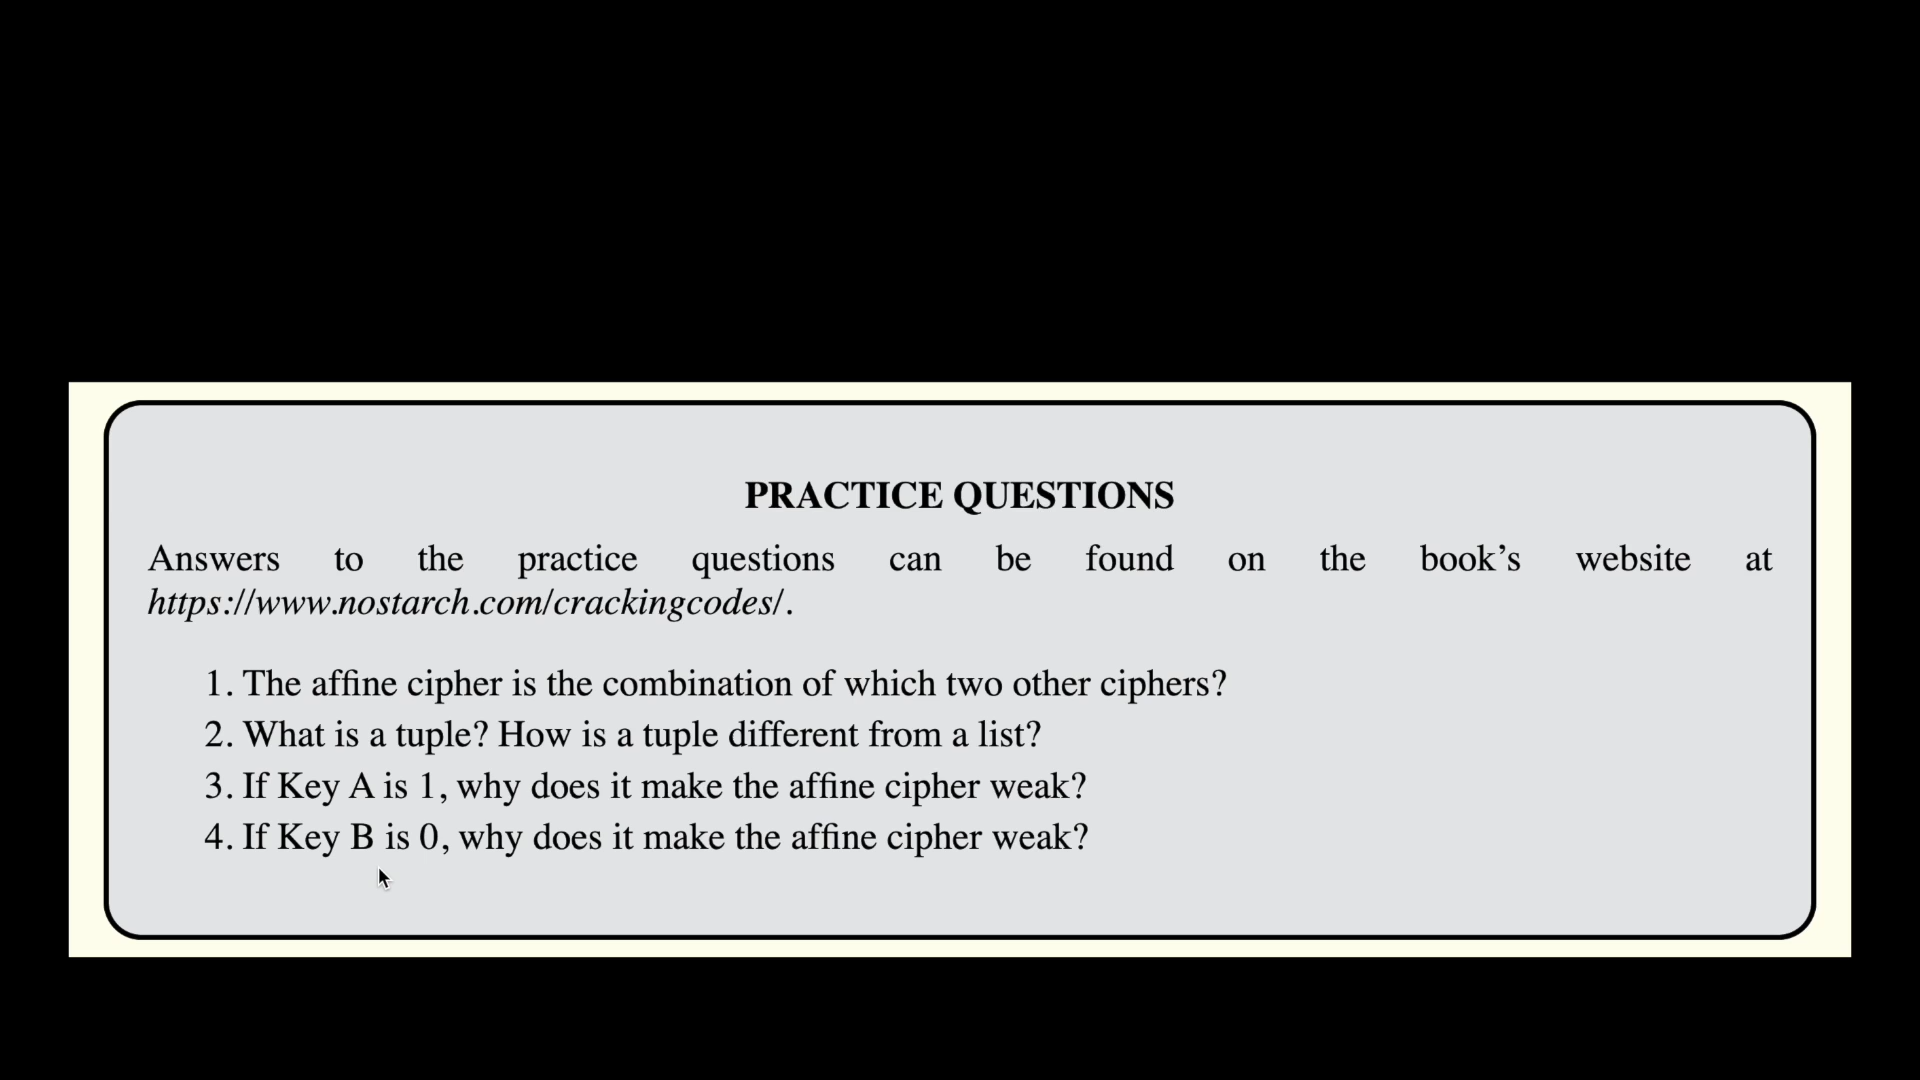 PRACTICE QUESTIONS
Answers to the practice questions can be found on the book’s website at
https://www.nostarch.com/crackingcodes/.
1. The affine cipher is the combination of which two other ciphers?
2. What is a tuple? How is a tuple different from a list?
3. If Key A is 1, why does it make the affine cipher weak?
4. If Key B is 0, why does it make the affine cipher weak?